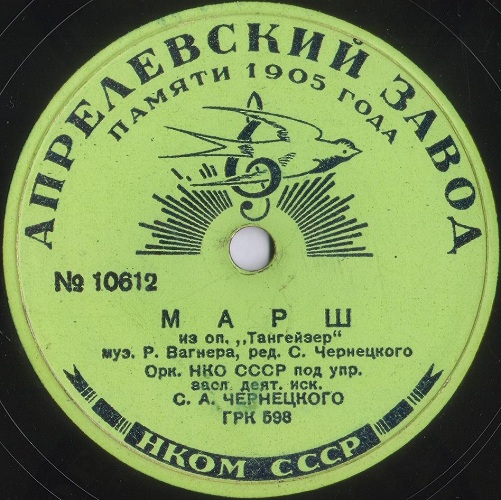 АПРЕЛЕВСКИЙ ЗАВОД
ПАМЯТИ 1905 ГОДА
№ 10612
МАРШ
из оп. ,,Тангейзер"
муз. Р. Вагнера, ред. С. Чернецкого
Орк. НКО СССР под упр.
засл. деят. иск.
С. А. ЧЕРНЕЦКОГО
ГРК 598
НКОМ СССР